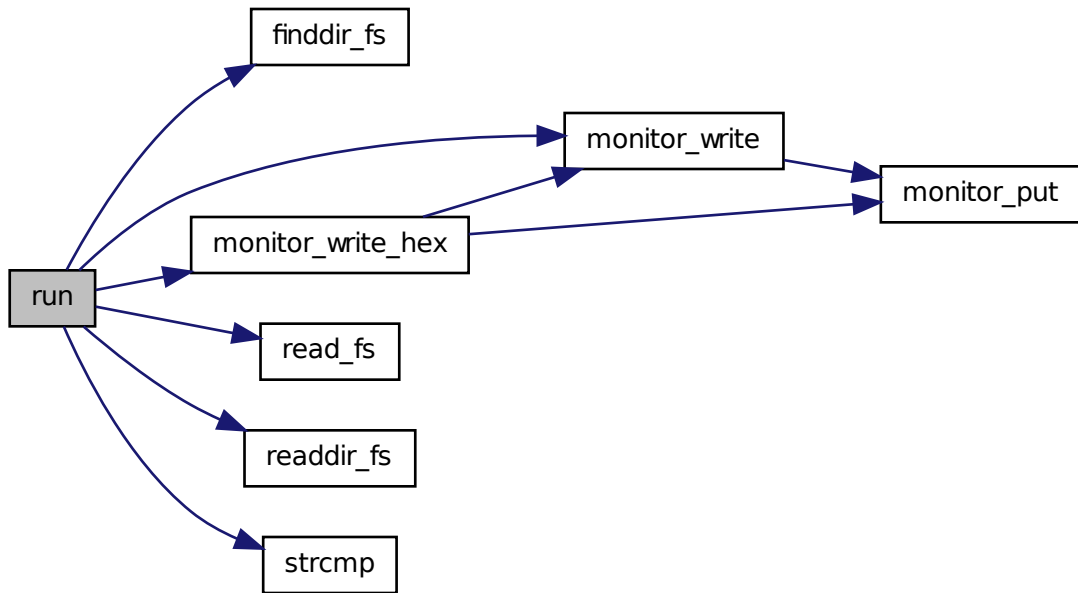 finddir_fs
monitor_write
monitor_put
monitor_write_hex
run
read_fs
readdir_fs
strcmp